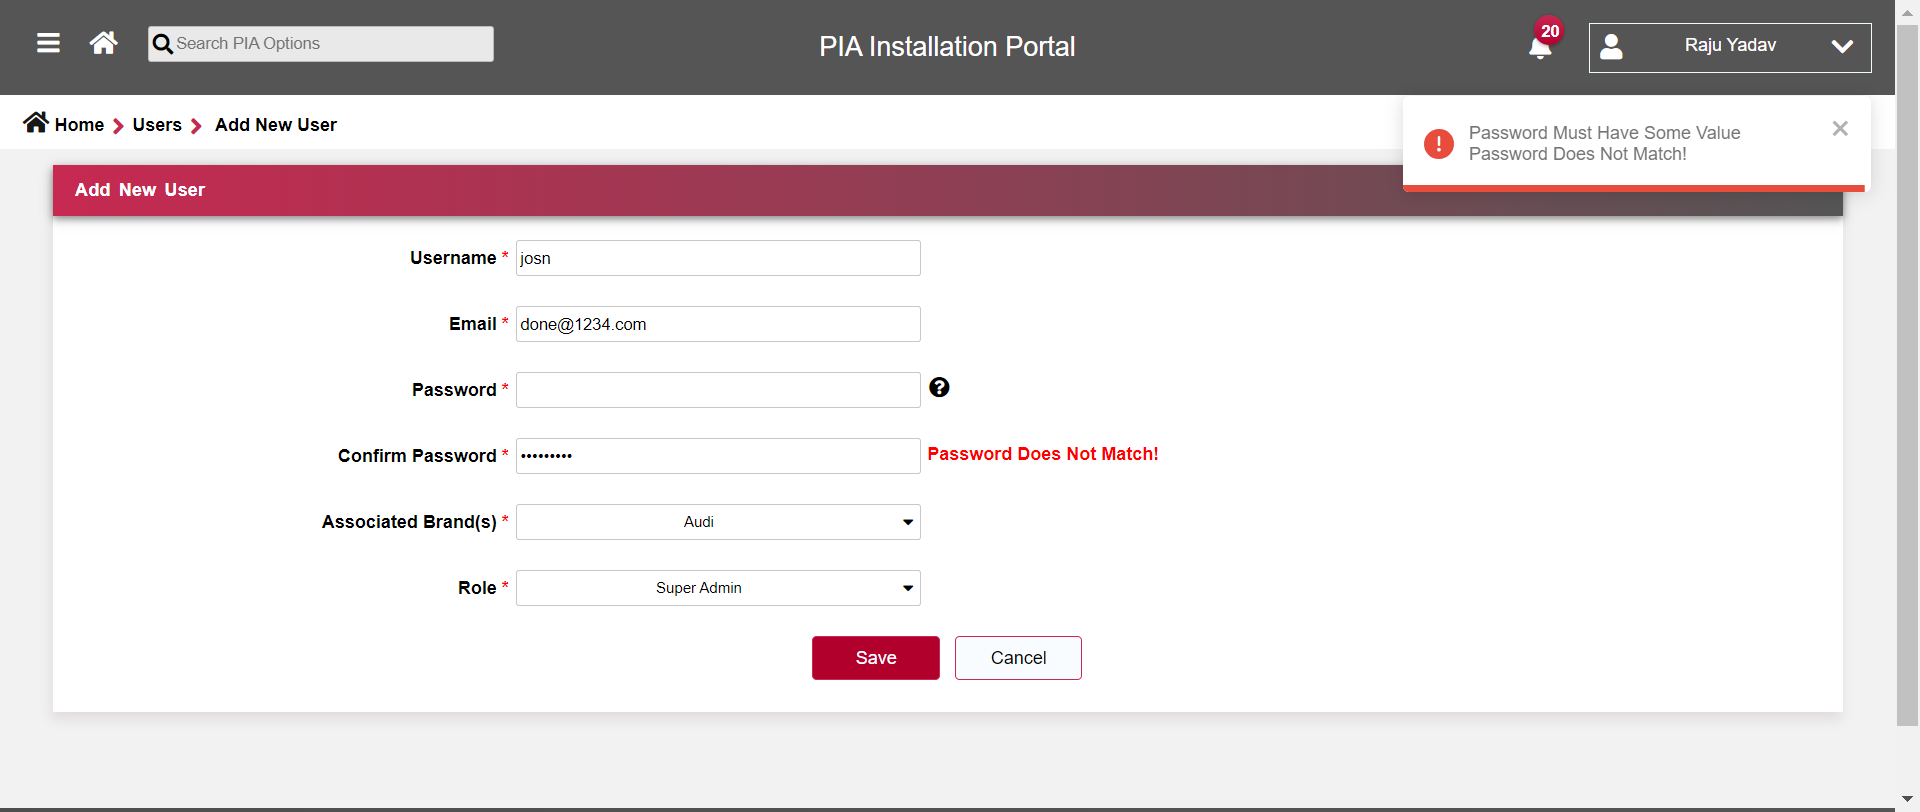 Search PIA Options
PIA Installation Portal
20
Raju Yadav
Home
Users
Add New User
Password Must Have Some Value
Password Does Not Match!
Add New User
Username *
josn
Email *
done@1234.com
Password *
Confirm Password *
•••••••••
Password Does Not Match!
Associated Brand(s) *
Audi
Role *
Super Admin
Save
Cancel